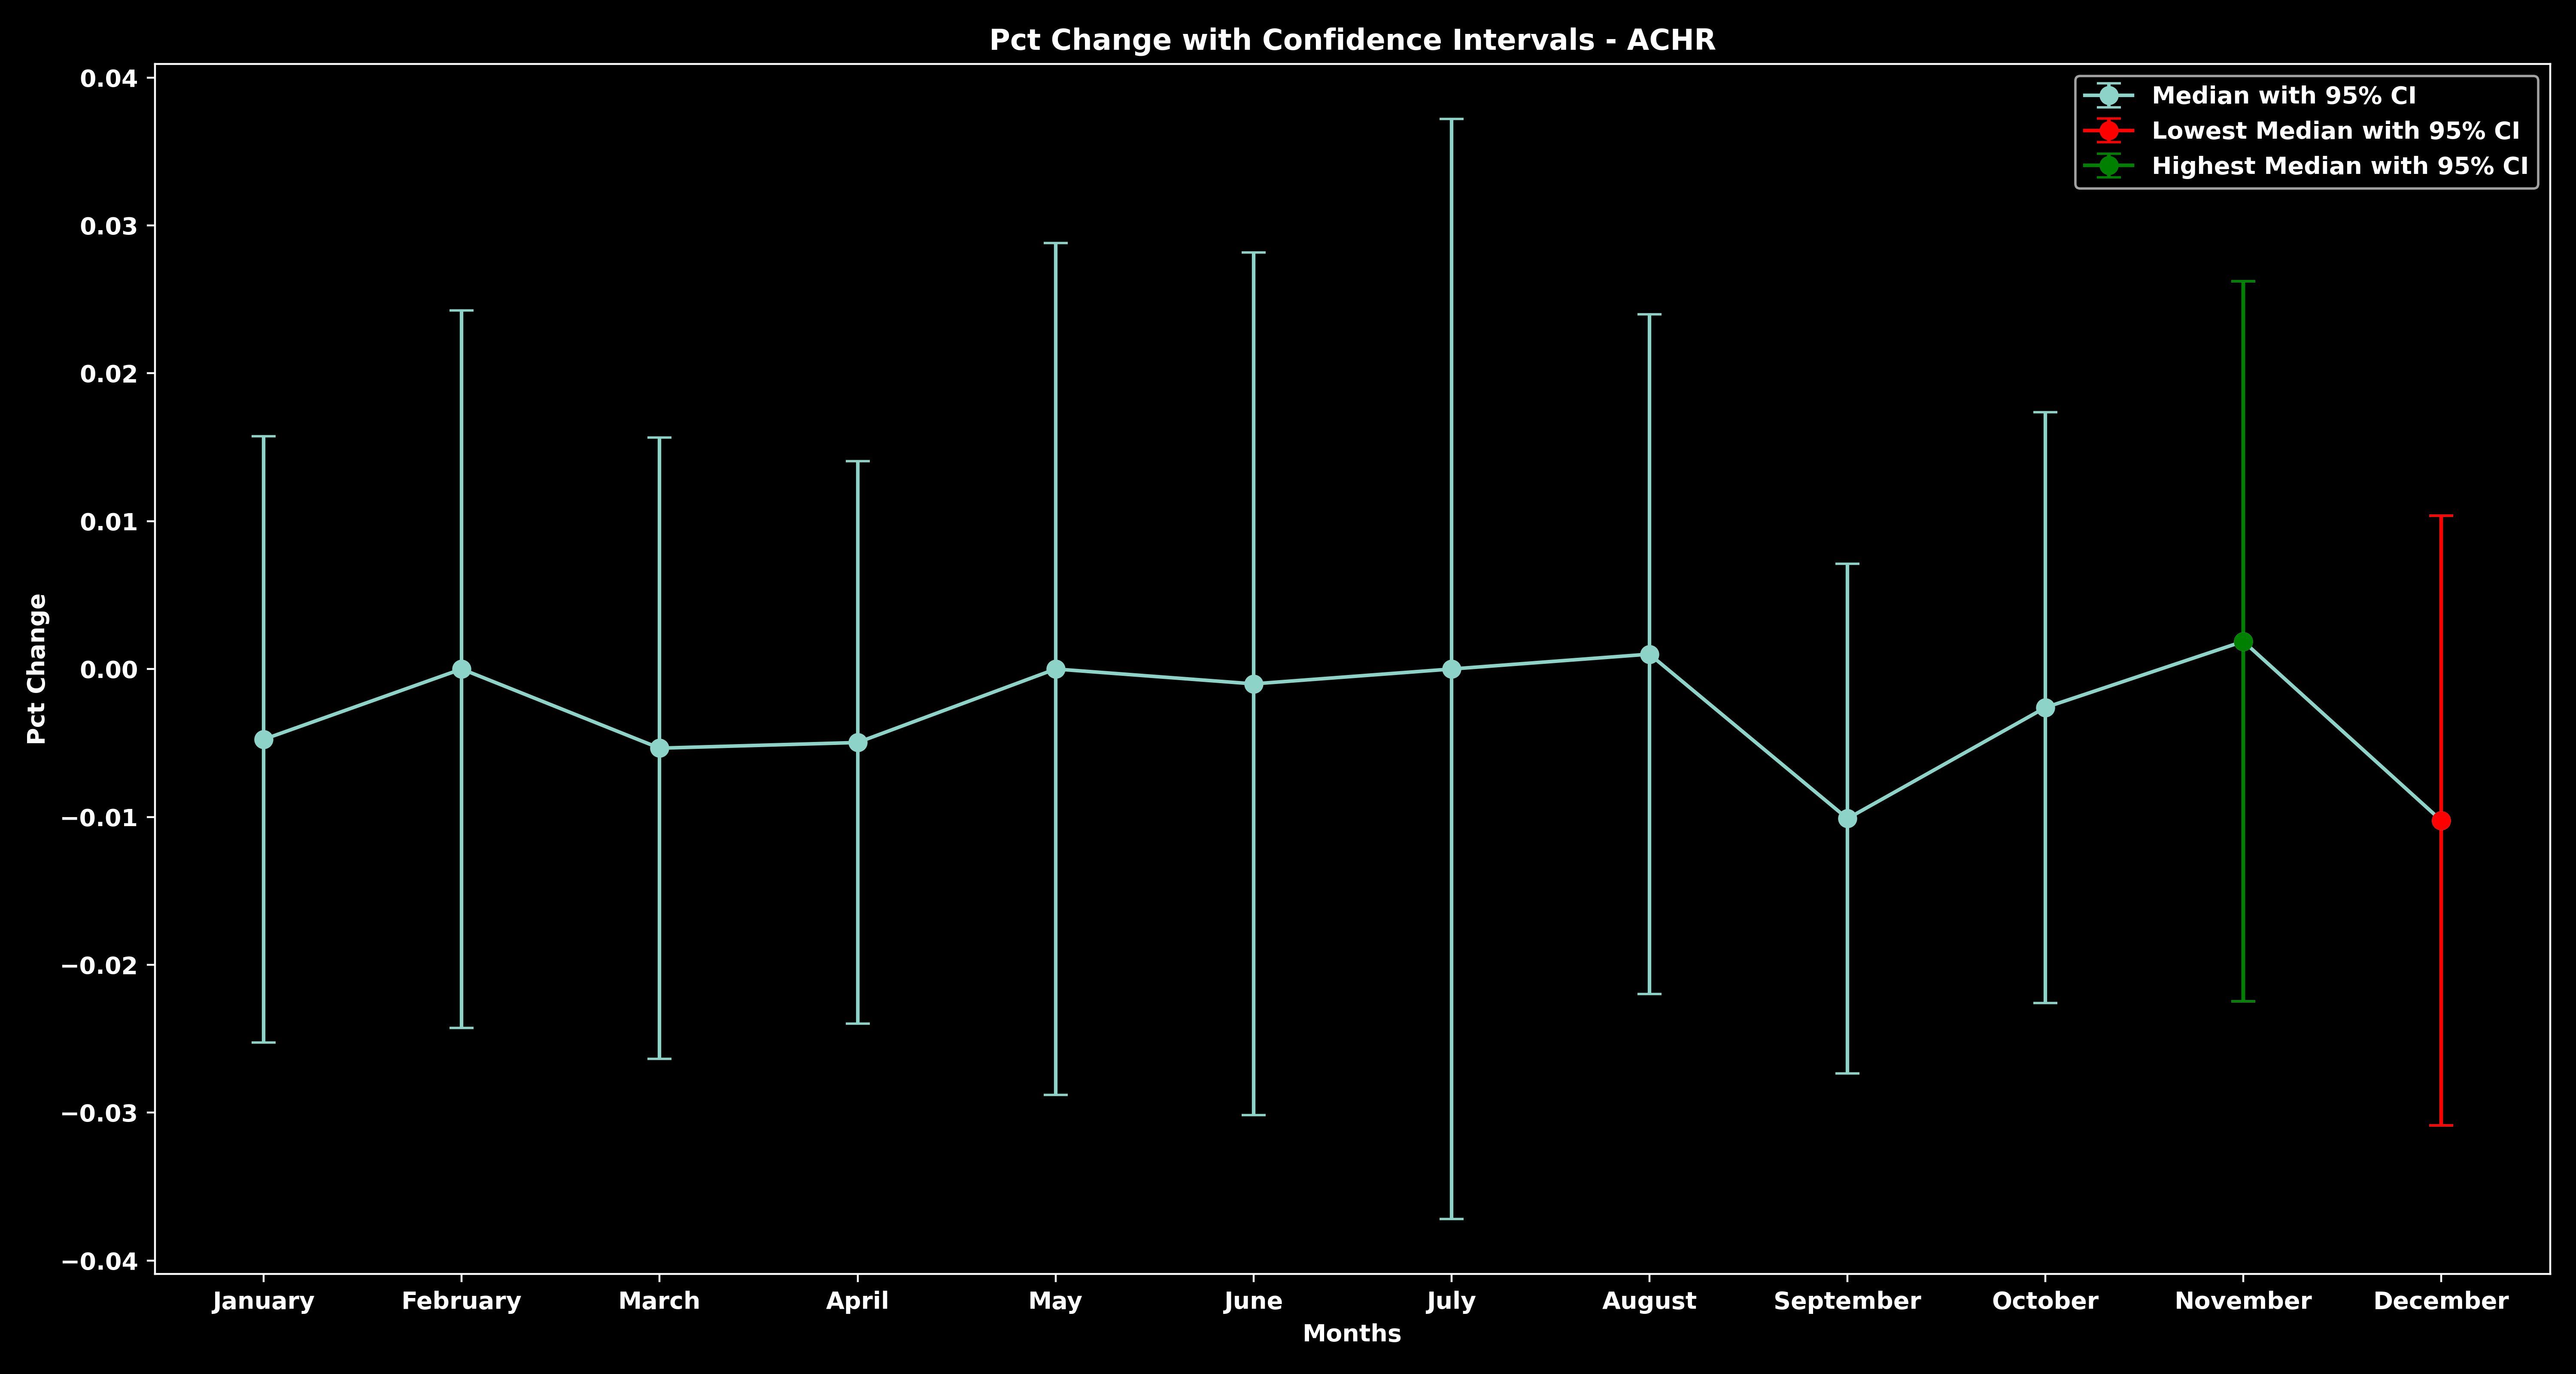 Pct Change with Confidence Intervals - ACHR
Median with 95% CI
Lowest Median with 95% CI
Highest Median with 95% CI
Pct Change
0.04
0.03
0.02
0.01
0.00
−0.01
−0.02
−0.03
−0.04
January February March April May June July August September October November December
Months